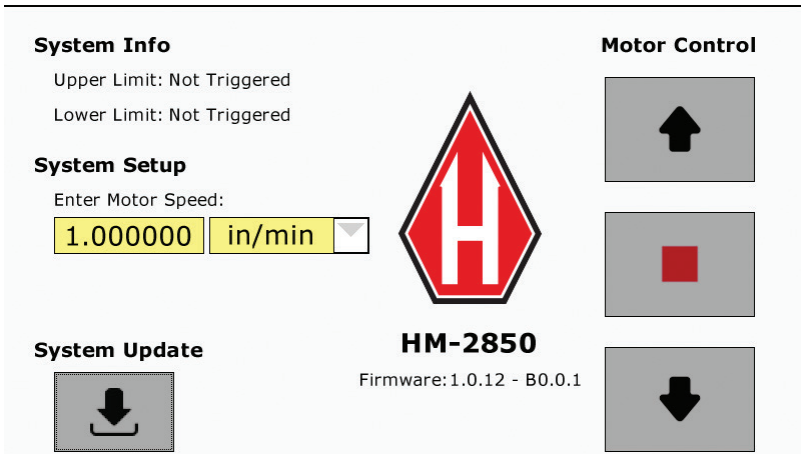 System Info
Upper Limit: Not Triggered
Lower Limit: Not Triggered
System Setup
Enter Motor Speed:
1.000000 in/min
System Update
H
HM-2850
Firmware:1.0.12 - B0.0.1
Motor Control